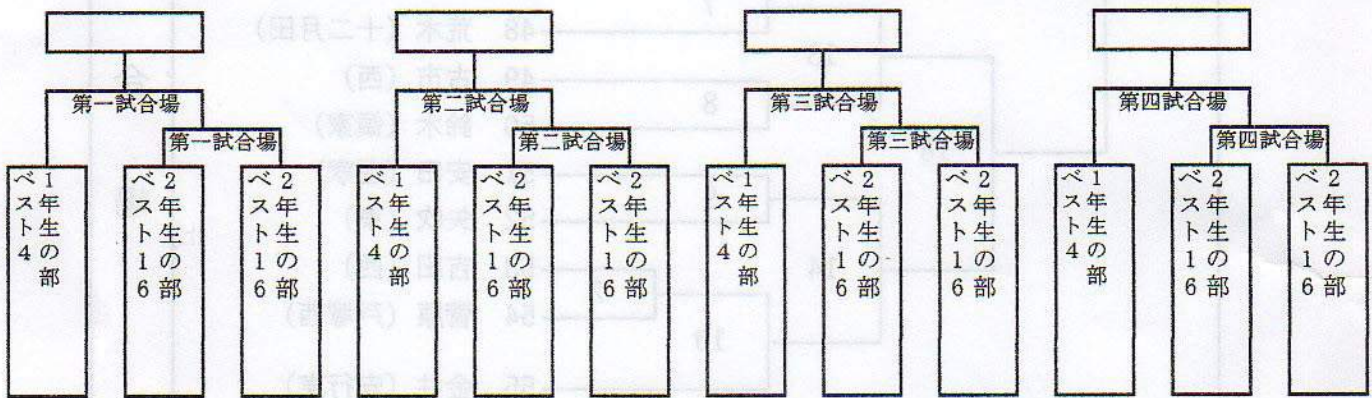 第一試合場
第二試合場
第三試合場
第四試合場
第一試合場
第二試合場
第三試合場
第四試合場
1年生の部
ベスト4
2年生の部
ベスト16
2年生の部
ベスト16
1年生の部
ベスト4
2年生の部
ベスト16
2年生の部
ベスト16
1年生の部
ベスト4
2年生の部
ベスト16
2年生の部
ベスト16
1年生の部
ベスト4
2年生の部
ベスト16
2年生の部
ベスト16